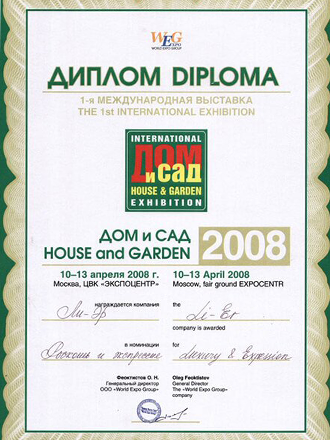 WEG
WORLD EXPO GROUP
ДИПЛОМ DIPLOMA
1-я МЕЖДУНАРОДНАЯ ВЫСТАВКА
THE 1st INTERNATIONAL EXHIBITION
INTERNATIONAL
ДОМ
и САД
HOUSE & GARDEN
EXHIBITION
ДОМ и САД
HOUSE and GARDEN
2008
10–13 апреля 2008 г. 10–13 April 2008
Москва, ЦВК «ЭКСПОЦЕНТР» Moscow, fair ground EXPOCENTR
награждается компания the
Ли-Эр Li-Er
company is awarded
в номинации for
Роскошь и Luxury &
Феоктистов О. Н. Oleg Feoktistov
Генеральный директор General Director
ООО «World Expo Group» The «World Expo Group»
company